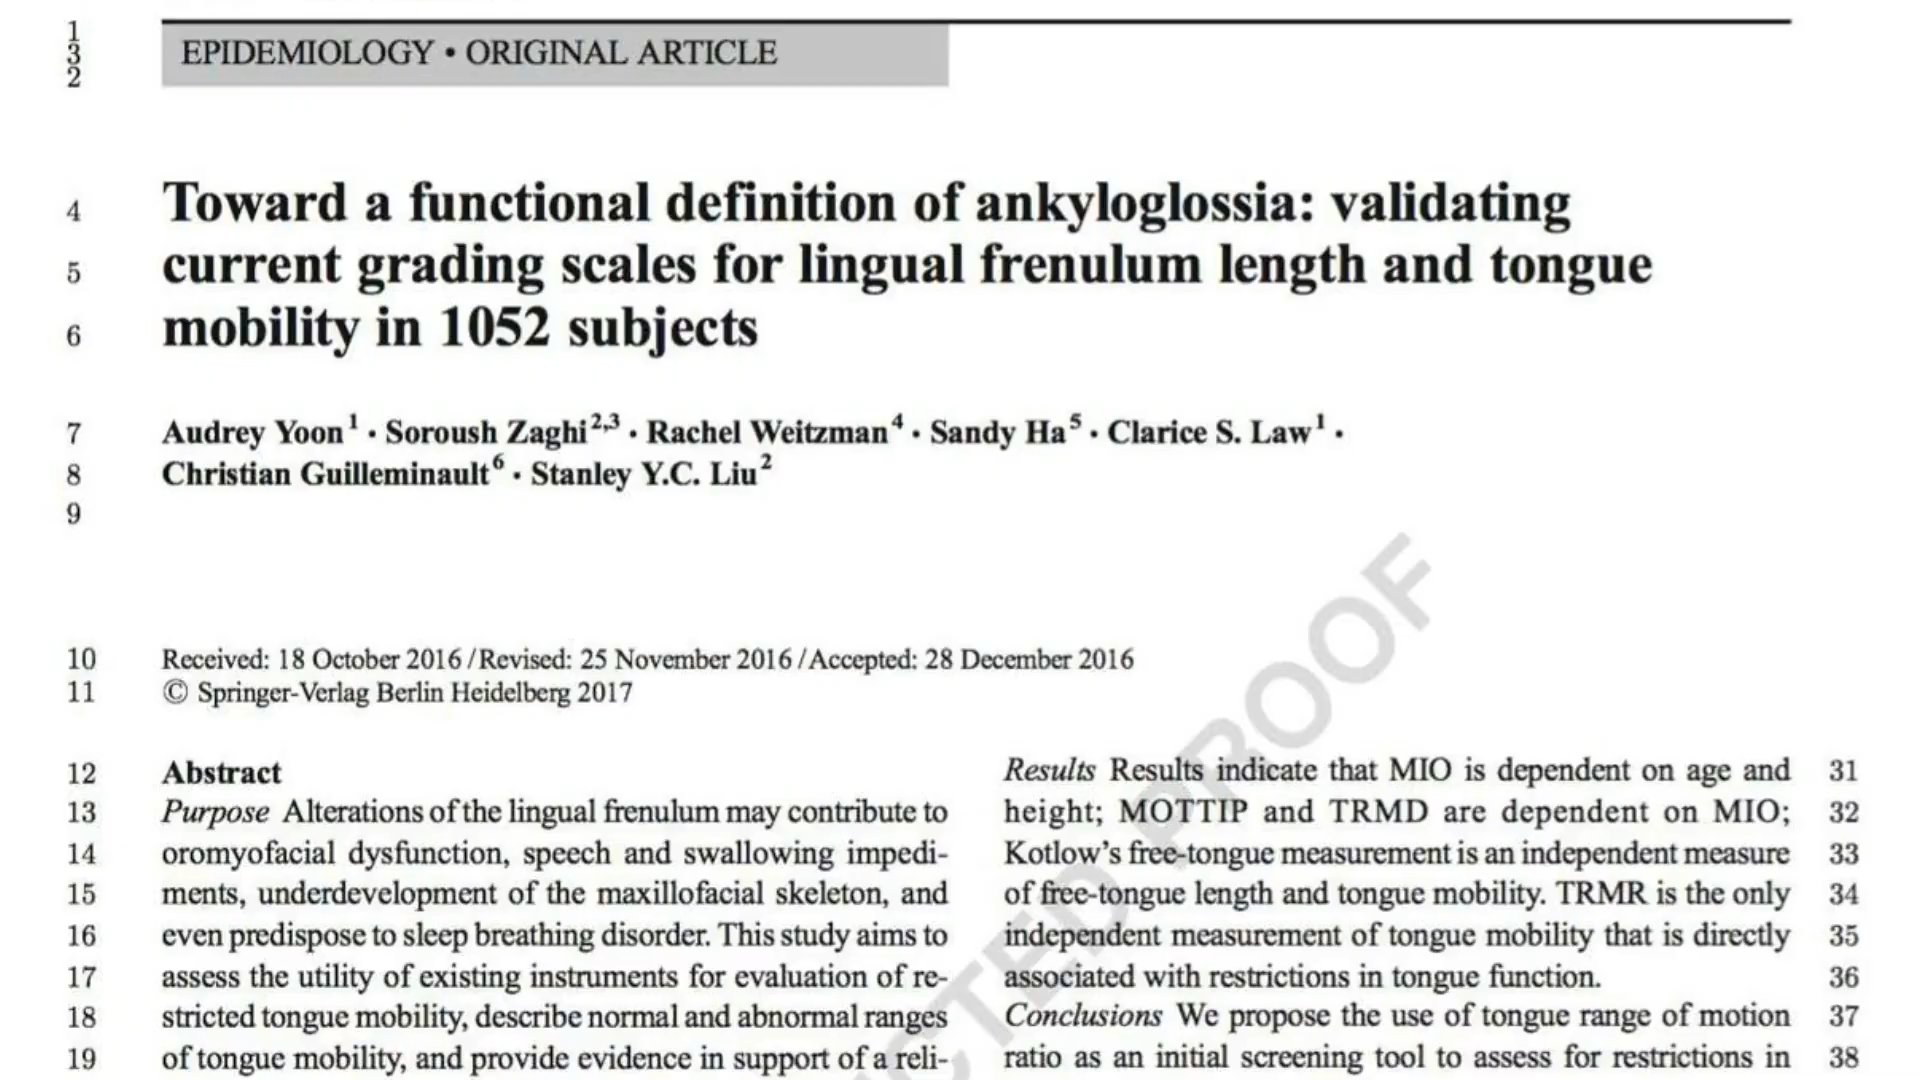 1
3
2
EPIDEMIOLOGY • ORIGINAL ARTICLE
4 Toward a functional definition of ankyloglossia: validating
5 current grading scales for lingual frenulum length and tongue
6 mobility in 1052 subjects
7 Audrey Yoon1 · Soroush Zaghi2,3 · Rachel Weitzman4 · Sandy Ha5 · Clarice S. Law1 ·
8 Christian Guilleminault6 · Stanley Y.C. Liu2
9
10 Received: 18 October 2016 / Revised: 25 November 2016 / Accepted: 28 December 2016
11 © Springer-Verlag Berlin Heidelberg 2017
12 Abstract
13 Purpose Alterations of the lingual frenulum may contribute to
14 oromyofacial dysfunction, speech and swallowing impedi-
15 ments, underdevelopment of the maxillofacial skeleton, and
16 even predispose to sleep breathing disorder. This study aims to
17 assess the utility of existing instruments for evaluation of re-
18 stricted tongue mobility, describe normal and abnormal ranges
19 of tongue mobility, and provide evidence in support of a reli-
Results Results indicate that MIO is dependent on age and 31
height; MOTTIP and TRMD are dependent on MIO; 32
Kotlow's free-tongue measurement is an independent measure 33
of free-tongue length and tongue mobility. TRMR is the only 34
independent measurement of tongue mobility that is directly 35
associated with restrictions in tongue function. 36
Conclusions We propose the use of tongue range of motion 37
ratio as an initial screening tool to assess for restrictions in 38
CTED PROOF